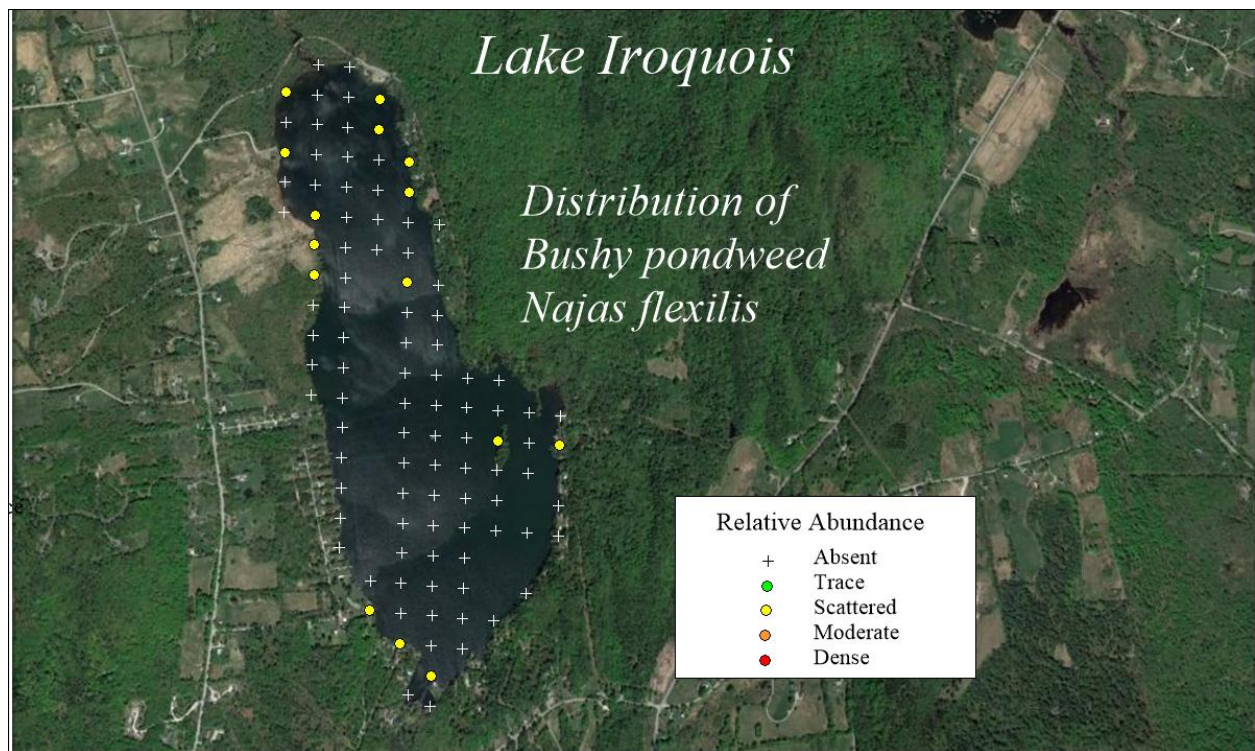 Lake Iroquois
Distribution of
Bushy pondweed
Najas flexilis
Relative Abundance
Absent
Trace
Scattered
Moderate
Dense